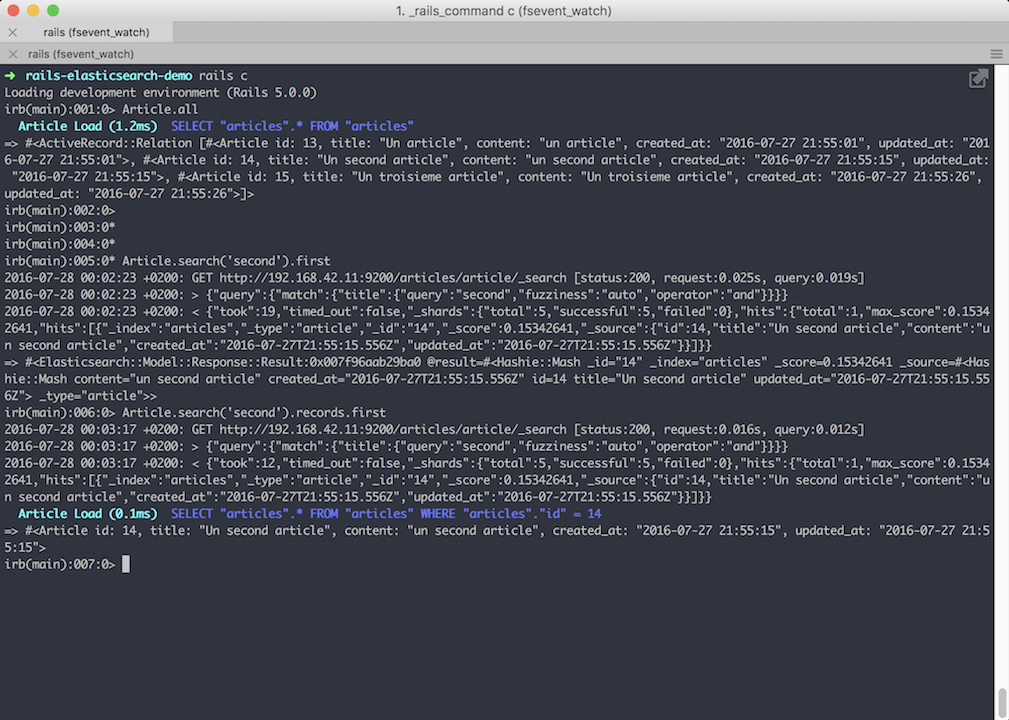 1. _rails_command c (fsevent_watch)
rails (fsevent_watch)
rails (fsevent_watch)
➜ rails-elasticsearch-demo rails c
Loading development environment (Rails 5.0.0)
irb(main):001:0> Article.all
Article Load (1.2ms)  SELECT "articles".* FROM "articles"
=> #<ActiveRecord::Relation [#<Article id: 13, title: "Un article", content: "un article", created_at: "2016-07-27 21:55:01", updated_at: "201
6-07-27 21:55:01">, #<Article id: 14, title: "Un second article", content: "un second article", created_at: "2016-07-27 21:55:15", updated_at:
"2016-07-27 21:55:15">, #<Article id: 15, title: "Un troisieme article", content: "Un troisieme article", created_at: "2016-07-27 21:55:26",
updated_at: "2016-07-27 21:55:26">]>
irb(main):002:0>
irb(main):003:0*
irb(main):004:0*
irb(main):005:0* Article.search('second').first
2016-07-28 00:02:23 +0200: GET http://192.168.42.11:9200/articles/article/_search [status:200, request:0.025s, query:0.019s]
2016-07-28 00:02:23 +0200: > {"query":{"match":{"title":{"query":"second","fuzziness":"auto","operator":"and"}}}}
2016-07-28 00:02:23 +0200: < {"took":19,"timed_out":false,"_shards":{"total":5,"successful":5,"failed":0},"hits":{"total":1,"max_score":0.1534
2641,"hits":[{"_index":"articles","_type":"article","_id":"14","_score":0.15342641,"_source":{"id":14,"title":"Un second article","content":"u
n second article","created_at":"2016-07-27T21:55:15.556Z","updated_at":"2016-07-27T21:55:15.556Z"}}]}}
=> #<Elasticsearch::Model::Response::Result:0x007f96aab29ba0 @result=#<Hashie::Mash _id="14" _index="articles" _score=0.15342641 _source=#<Has
hie::Mash content="un second article" created_at="2016-07-27T21:55:15.556Z" id=14 title="Un second article" updated_at="2016-07-27T21:55:15.55
6Z"> _type="article">>
irb(main):006:0> Article.search('second').records.first
2016-07-28 00:03:17 +0200: GET http://192.168.42.11:9200/articles/article/_search [status:200, request:0.016s, query:0.012s]
2016-07-28 00:03:17 +0200: > {"query":{"match":{"title":{"query":"second","fuzziness":"auto","operator":"and"}}}}
2016-07-28 00:03:17 +0200: < {"took":12,"timed_out":false,"_shards":{"total":5,"successful":5,"failed":0},"hits":{"total":1,"max_score":0.1534
2641,"hits":[{"_index":"articles","_type":"article","_id":"14","_score":0.15342641,"_source":{"id":14,"title":"Un second article","content":"u
n second article","created_at":"2016-07-27T21:55:15.556Z","updated_at":"2016-07-27T21:55:15.556Z"}}]}}
Article Load (0.1ms)  SELECT "articles".* FROM "articles" WHERE "articles"."id" = 14
=> #<Article id: 14, title: "Un second article", content: "un second article", created_at: "2016-07-27 21:55:15", updated_at: "2016-07-27 21:5
5:15">
irb(main):007:0>